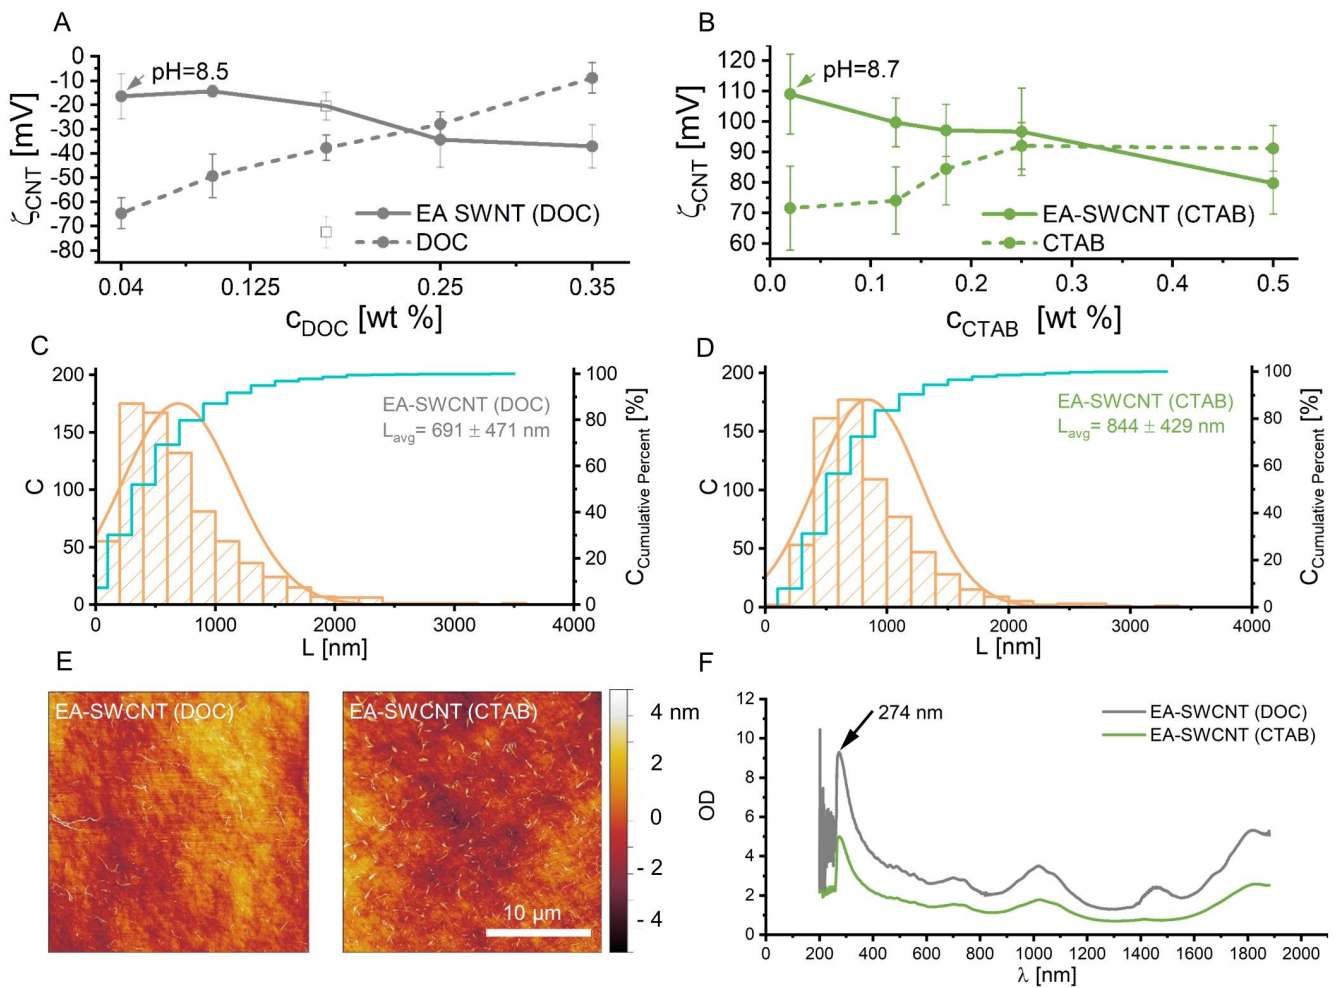 A
0
-10
-20
-30
-40
-50
-60
-70
-80
ζCNT [mV]
pH=8.5
EA SWNT (DOC)
DOC
0.04
0.125
0.25
0.35
cDOC [wt %]
B
120
110
100
90
80
70
60
ζCNT [mV]
pH=8.7
EA-SWCNT (CTAB)
CTAB
0.0
0.1
0.2
0.3
0.4
0.5
cCTAB [wt %]
C
200
150
100
50
0
C
EA-SWCNT (DOC)
Lavg= 691 ± 471 nm
100
80
60
40
20
0
CCumulative Percent [%]
0
1000
2000
3000
4000
L [nm]
D
200
150
100
50
0
C
EA-SWCNT (CTAB)
Lavg= 844 ± 429 nm
100
80
60
40
20
0
CCumulative Percent [%]
0
1000
2000
3000
4000
L [nm]
E
EA-SWCNT (DOC)
EA-SWCNT (CTAB)
10 µm
4 nm
2
0
- 2
- 4
F
12
10
8
6
4
2
0
OD
274 nm
EA-SWCNT (DOC)
EA-SWCNT (CTAB)
0
200
400
600
800
1000
1200
1400
1600
1800
2000
λ [nm]